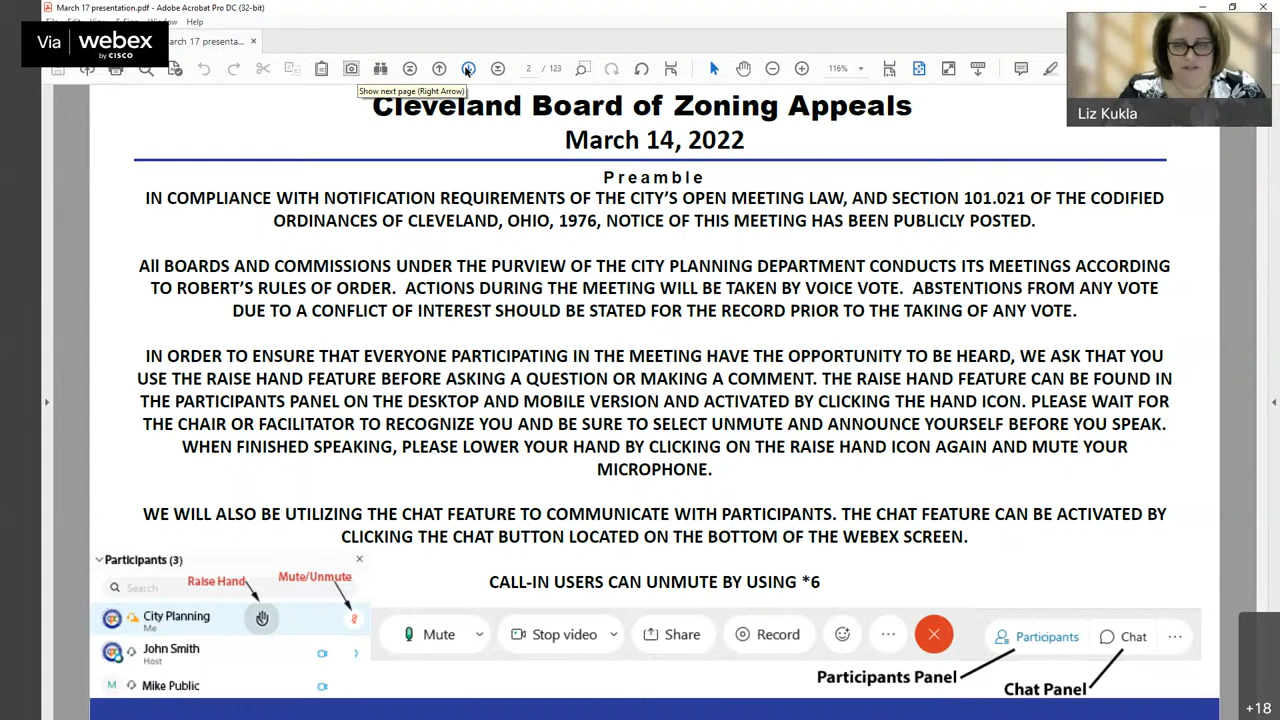 March 17 presentation.pdf - Adobe Acrobat Pro DC (32-bit)
Help
Via webex
by CISCO
arch 17 presenta...
2 / 123
116%
Show next page (Right Arrow)
Liz Kukla
Cleveland Board of Zoning Appeals
March 14, 2022
Preamble
IN COMPLIANCE WITH NOTIFICATION REQUIREMENTS OF THE CITY'S OPEN MEETING LAW, AND SECTION 101.021 OF THE CODIFIED
ORDINANCES OF CLEVELAND, OHIO, 1976, NOTICE OF THIS MEETING HAS BEEN PUBLICLY POSTED.
All BOARDS AND COMMISSIONS UNDER THE PURVIEW OF THE CITY PLANNING DEPARTMENT CONDUCTS ITS MEETINGS ACCORDING
TO ROBERT'S RULES OF ORDER. ACTIONS DURING THE MEETING WILL BE TAKEN BY VOICE VOTE. ABSTENTIONS FROM ANY VOTE
DUE TO A CONFLICT OF INTEREST SHOULD BE STATED FOR THE RECORD PRIOR TO THE TAKING OF ANY VOTE.
IN ORDER TO ENSURE THAT EVERYONE PARTICIPATING IN THE MEETING HAVE THE OPPORTUNITY TO BE HEARD, WE ASK THAT YOU
USE THE RAISE HAND FEATURE BEFORE ASKING A QUESTION OR MAKING A COMMENT. THE RAISE HAND FEATURE CAN BE FOUND IN
THE PARTICIPANTS PANEL ON THE DESKTOP AND MOBILE VERSION AND ACTIVATED BY CLICKING THE HAND ICON. PLEASE WAIT FOR
THE CHAIR OR FACILITATOR TO RECOGNIZE YOU AND BE SURE TO SELECT UNMUTE AND ANNOUNCE YOURSELF BEFORE YOU SPEAK.
WHEN FINISHED SPEAKING, PLEASE LOWER YOUR HAND BY CLICKING ON THE RAISE HAND ICON AGAIN AND MUTE YOUR
MICROPHONE.
WE WILL ALSO BE UTILIZING THE CHAT FEATURE TO COMMUNICATE WITH PARTICIPANTS. THE CHAT FEATURE CAN BE ACTIVATED BY
CLICKING THE CHAT BUTTON LOCATED ON THE BOTTOM OF THE WEBEX SCREEN.
CALL-IN USERS CAN UNMUTE BY USING *6
Participants (3)
Search
Raise Hand
Mute/Unmute
City Planning
Me
John Smith
Host
M Mike Public
Mute
Stop video
Share
Record
Participants
Chat
Participants Panel
Chat Panel
+18